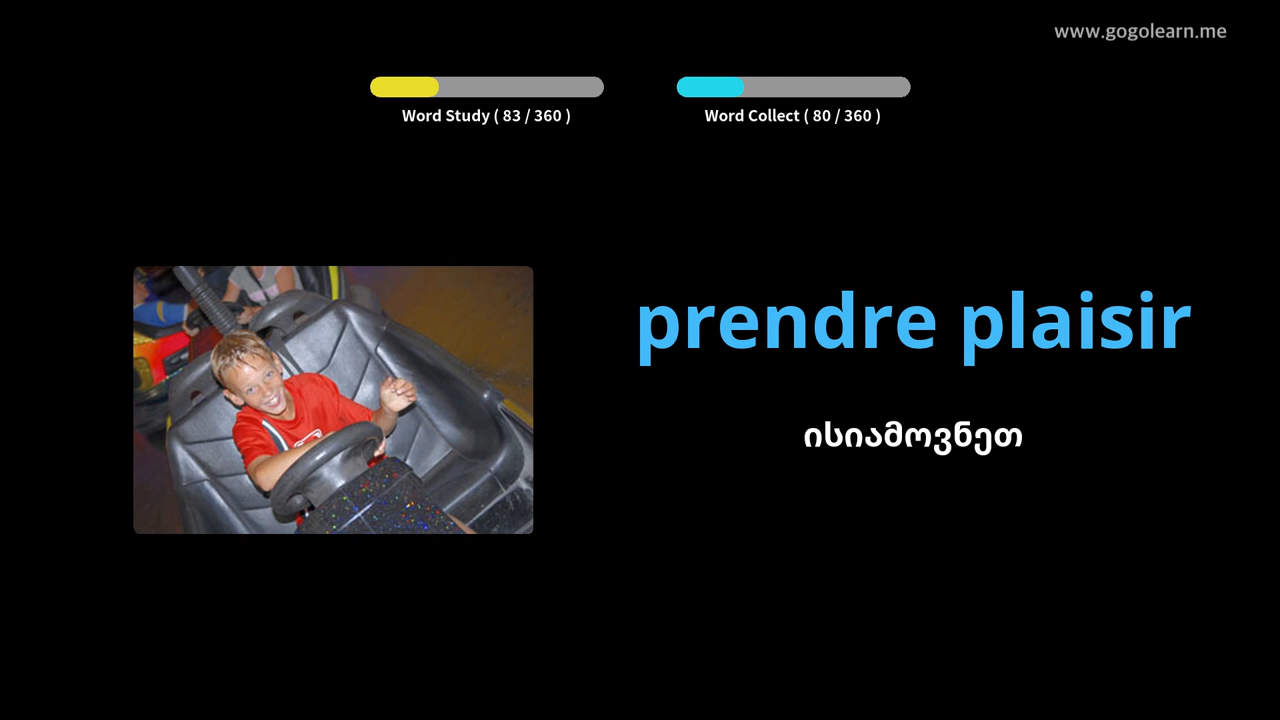 www.gogolearn.me
Word Study ( 83 / 360 )
Word Collect ( 80 / 360 )
prendre plaisir
ისიამოვნეთ